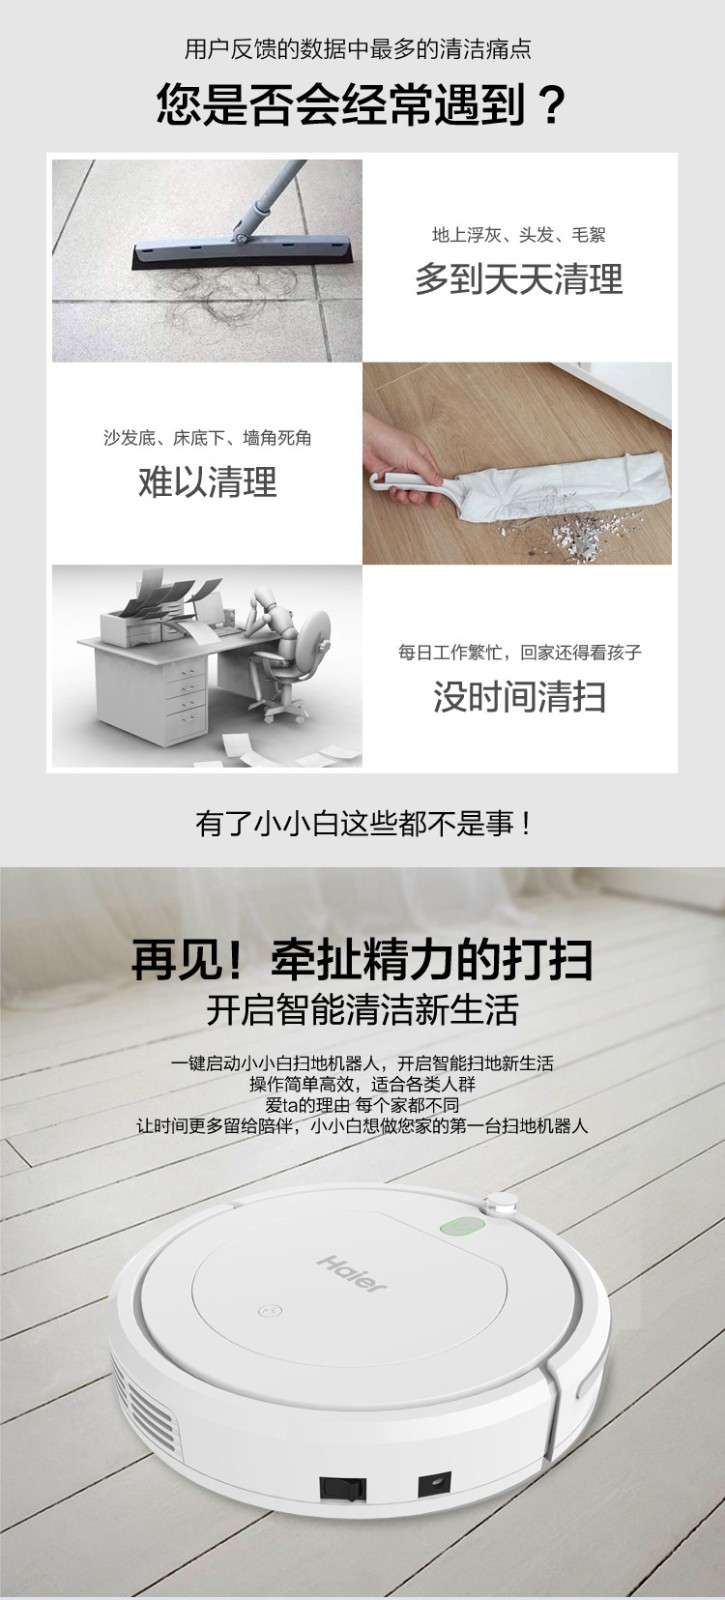 用户反馈的数据中最多的清洁痛点
您是否会经常遇到？
地上浮灰、头发、毛絮
多到天天清理
沙发底、床底下、墙角死角
难以清理
每日工作繁忙，回家还得看孩子
没时间清扫
有了小小白这些都不是事！
再见！牵扯精力的打扫
开启智能清洁新生活
一键启动小小白扫地机器人，开启智能扫地新生活
操作简单高效，适合各类人群
爱ta的理由 每个家都不同
让时间更多留给陪伴，小小白想做您家的第一台扫地机器人
Haier